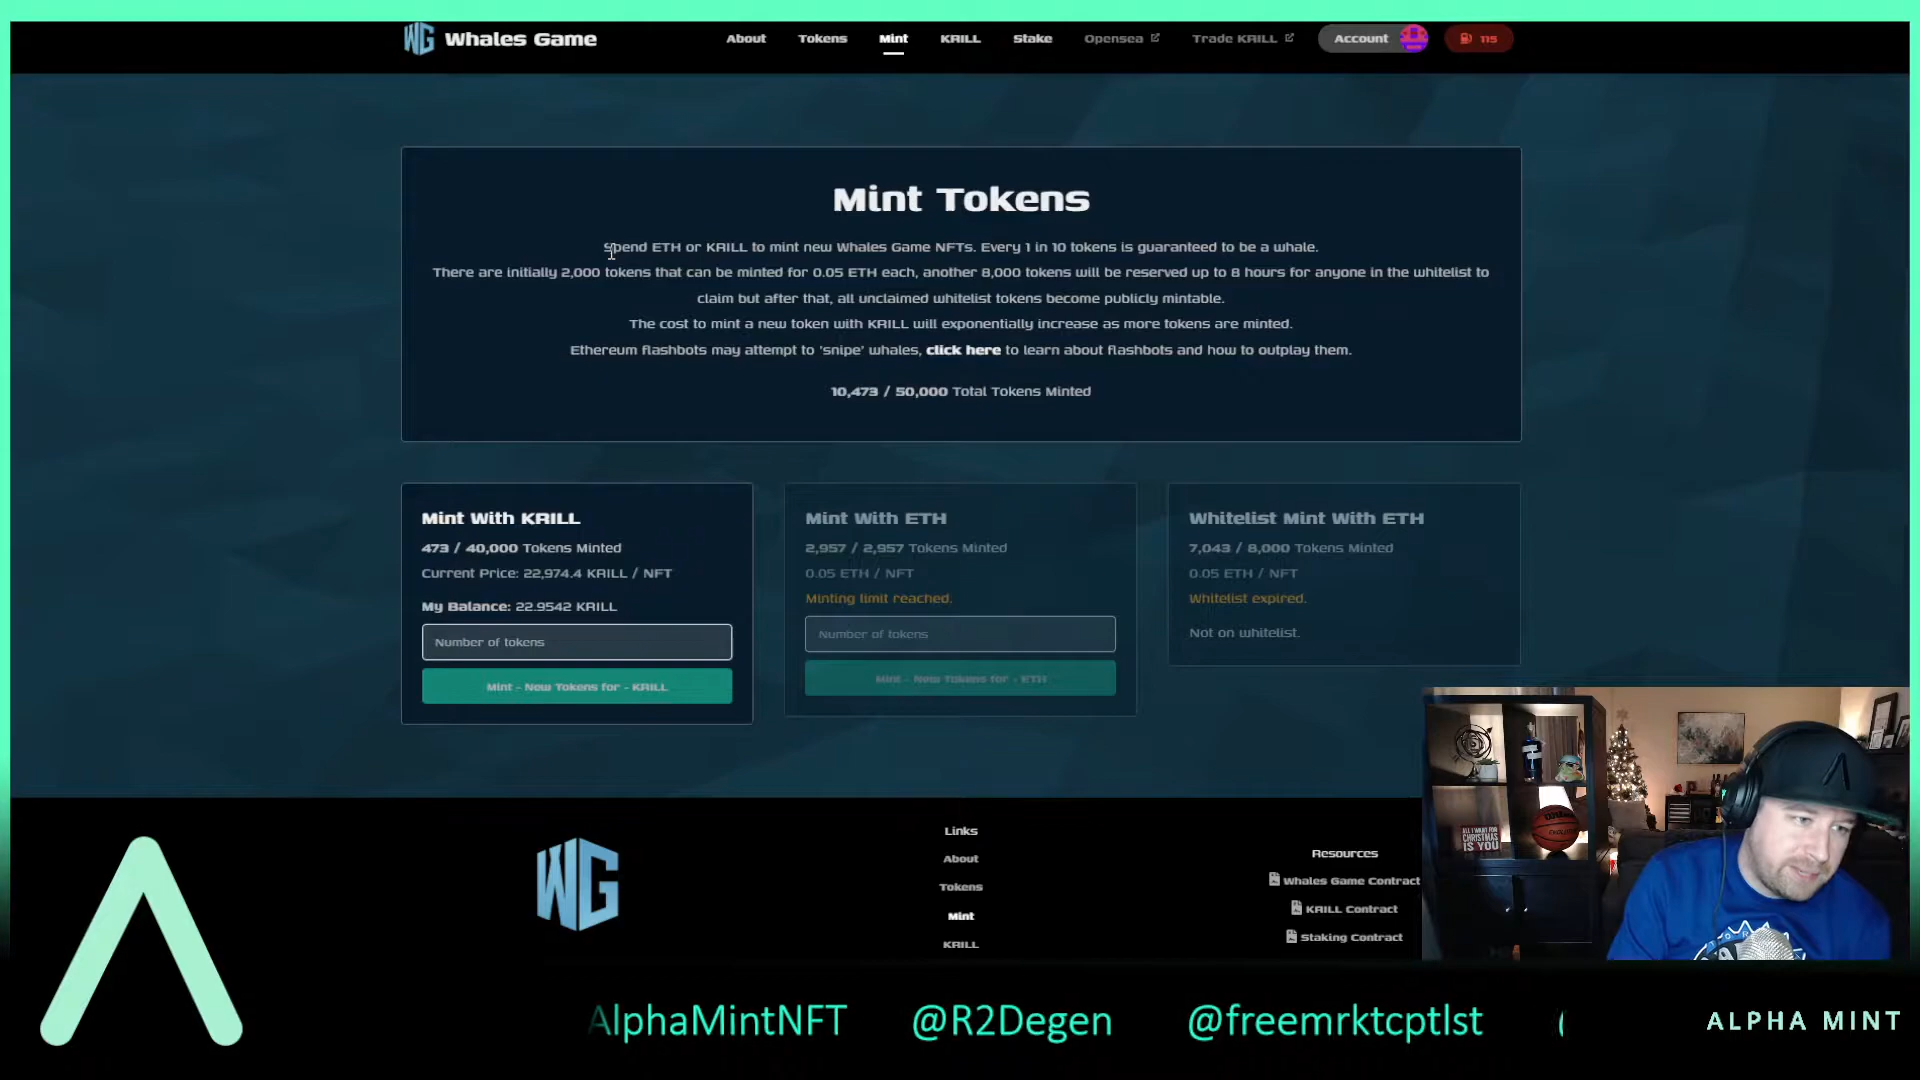 WG Whales Game
About
Tokens
Mint
KRILL
Stake
Opensea
Trade KRILL
Account
115
Mint Tokens
Spend ETH or KRILL to mint new Whales Game NFTs. Every 1 in 10 tokens is guaranteed to be a whale.
There are initially 2,000 tokens that can be minted for 0.05 ETH each, another 8,000 tokens will be reserved up to 8 hours for anyone in the whitelist to
claim but after that, all unclaimed whitelist tokens become publicly mintable.
The cost to mint a new token with KRILL will exponentially increase as more tokens are minted.
Ethereum flashbots may attempt to 'snipe' whales, click here to learn about flashbots and how to outplay them.
10,473 / 50,000 Total Tokens Minted
Mint With KRILL
473 / 40,000 Tokens Minted
Current Price: 22,974.4 KRILL / NFT
My Balance: 22.9542 KRILL
Number of tokens
Mint - New Tokens for - KRILL
Mint With ETH
2,957 / 2,957 Tokens Minted
0.05 ETH / NFT
Minting limit reached.
Number of tokens
Mint - New Tokens for - ETH
Whitelist Mint With ETH
7,043 / 8,000 Tokens Minted
0.05 ETH / NFT
Whitelist expired.
Not on whitelist.
WG
Links
About
Tokens
Mint
KRILL
Resources
Whales Game Contract
KRILL Contract
Staking Contract
ALL I WANT FOR
CHRISTMAS
IS YOU
Wilson
AlphaMintNFT
@R2Degen
@freemrktcptlst
ALPHA MINT